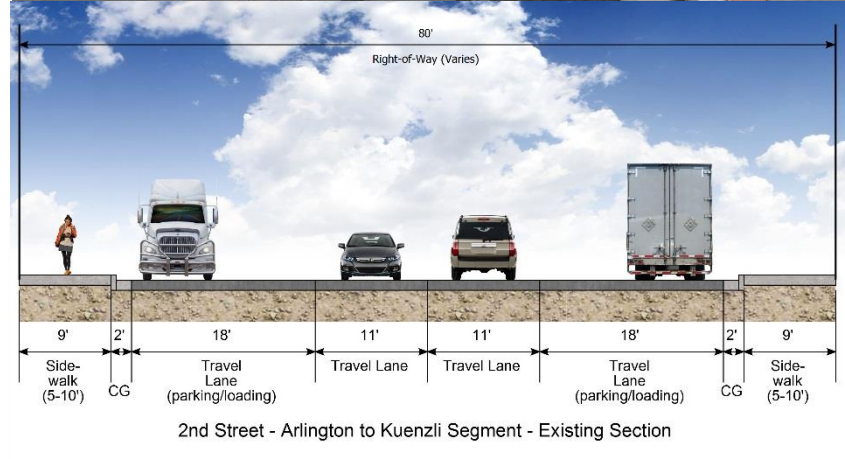 80'
Right-of-Way (Varies)
9'
2'
18'
11'
11'
18'
2'
9'
Side-
walk
(5-10')
CG
Travel
Lane
(parking/loading)
Travel Lane
Travel Lane
Travel
Lane
(parking/loading)
CG
Side-
walk
(5-10')
2nd Street - Arlington to Kuenzli Segment - Existing Section